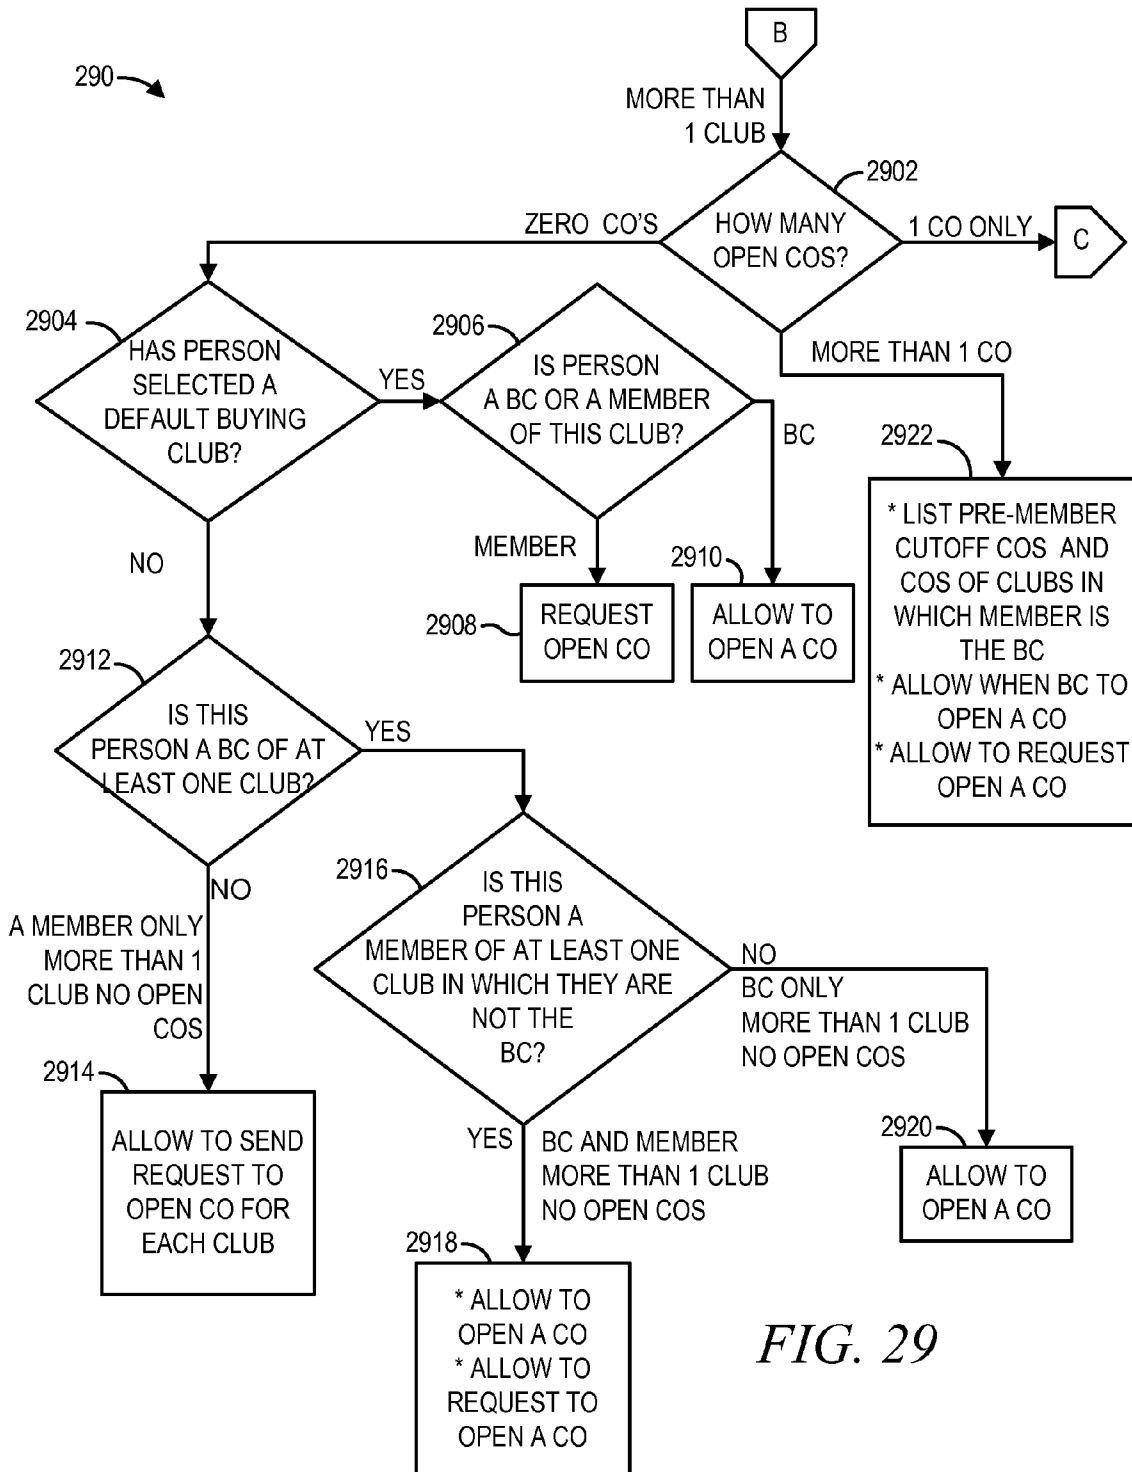 B
290
MORE THAN
1 CLUB
2902
ZERO CO'S
HOW MANY
OPEN COS?
1 CO ONLY
C
2904
HAS PERSON
SELECTED A
DEFAULT BUYING
CLUB?
YES
2906
IS PERSON
A BC OR A MEMBER
OF THIS CLUB?
BC
MORE THAN 1 CO
2922
* LIST PRE-MEMBER
CUTOFF COS AND
COS OF CLUBS IN
WHICH MEMBER IS
THE BC
* ALLOW WHEN BC TO
OPEN A CO
* ALLOW TO REQUEST
OPEN A CO
NO
MEMBER
2908
REQUEST
OPEN CO
2910
ALLOW TO
OPEN A CO
2912
IS THIS
PERSON A BC OF AT
LEAST ONE CLUB?
YES
NO
A MEMBER ONLY
MORE THAN 1
CLUB NO OPEN
COS
2914
ALLOW TO SEND
REQUEST TO
OPEN CO FOR
EACH CLUB
2916
IS THIS
PERSON A
MEMBER OF AT LEAST ONE
CLUB IN WHICH THEY ARE
NOT THE
BC?
NO
BC ONLY
MORE THAN 1 CLUB
NO OPEN COS
2920
ALLOW TO
OPEN A CO
YES
BC AND MEMBER
MORE THAN 1 CLUB
NO OPEN COS
2918
* ALLOW TO
OPEN A CO
* ALLOW TO
REQUEST TO
OPEN A CO
FIG. 29